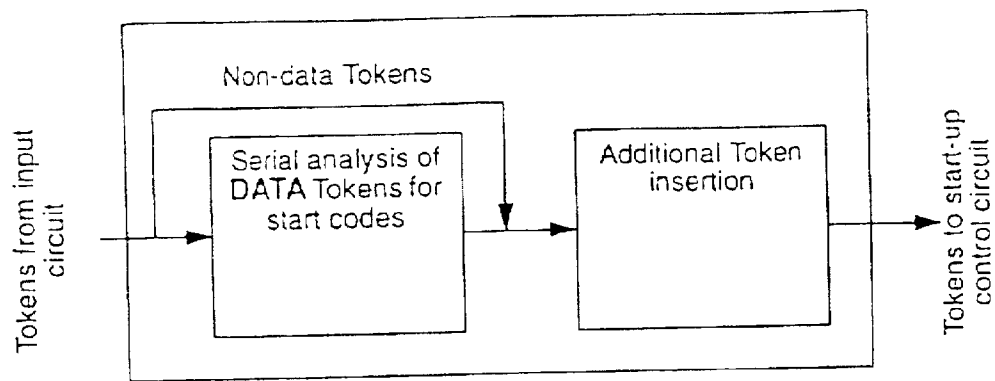 Non-data Tokens
Tokens from input
circuit
Serial analysis of
DATA Tokens for
start codes
Additional Token
insertion
Tokens to start-up
control circuit